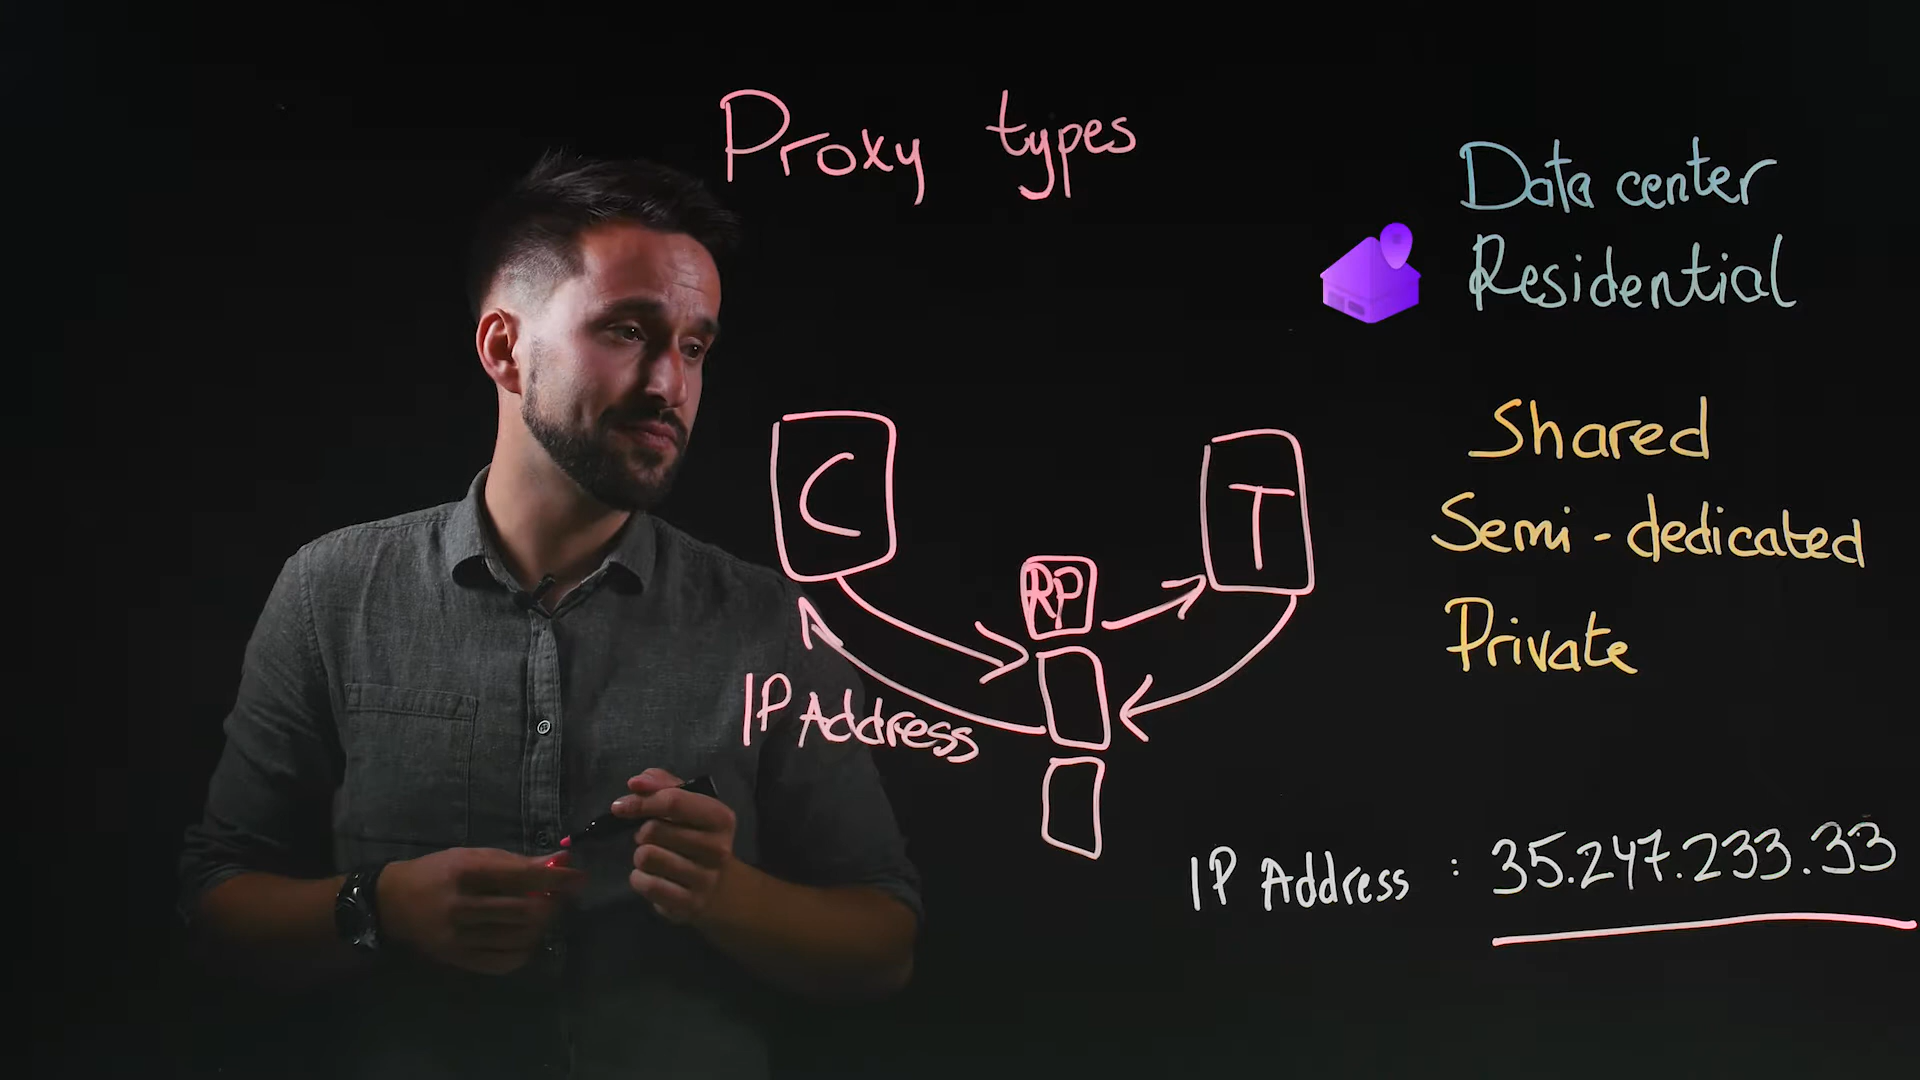 Proxy types
Data center
Residential
Shared
Semi-dedicated
Private
C
T
RP
IP Address
IP Address : 35.247.233.33